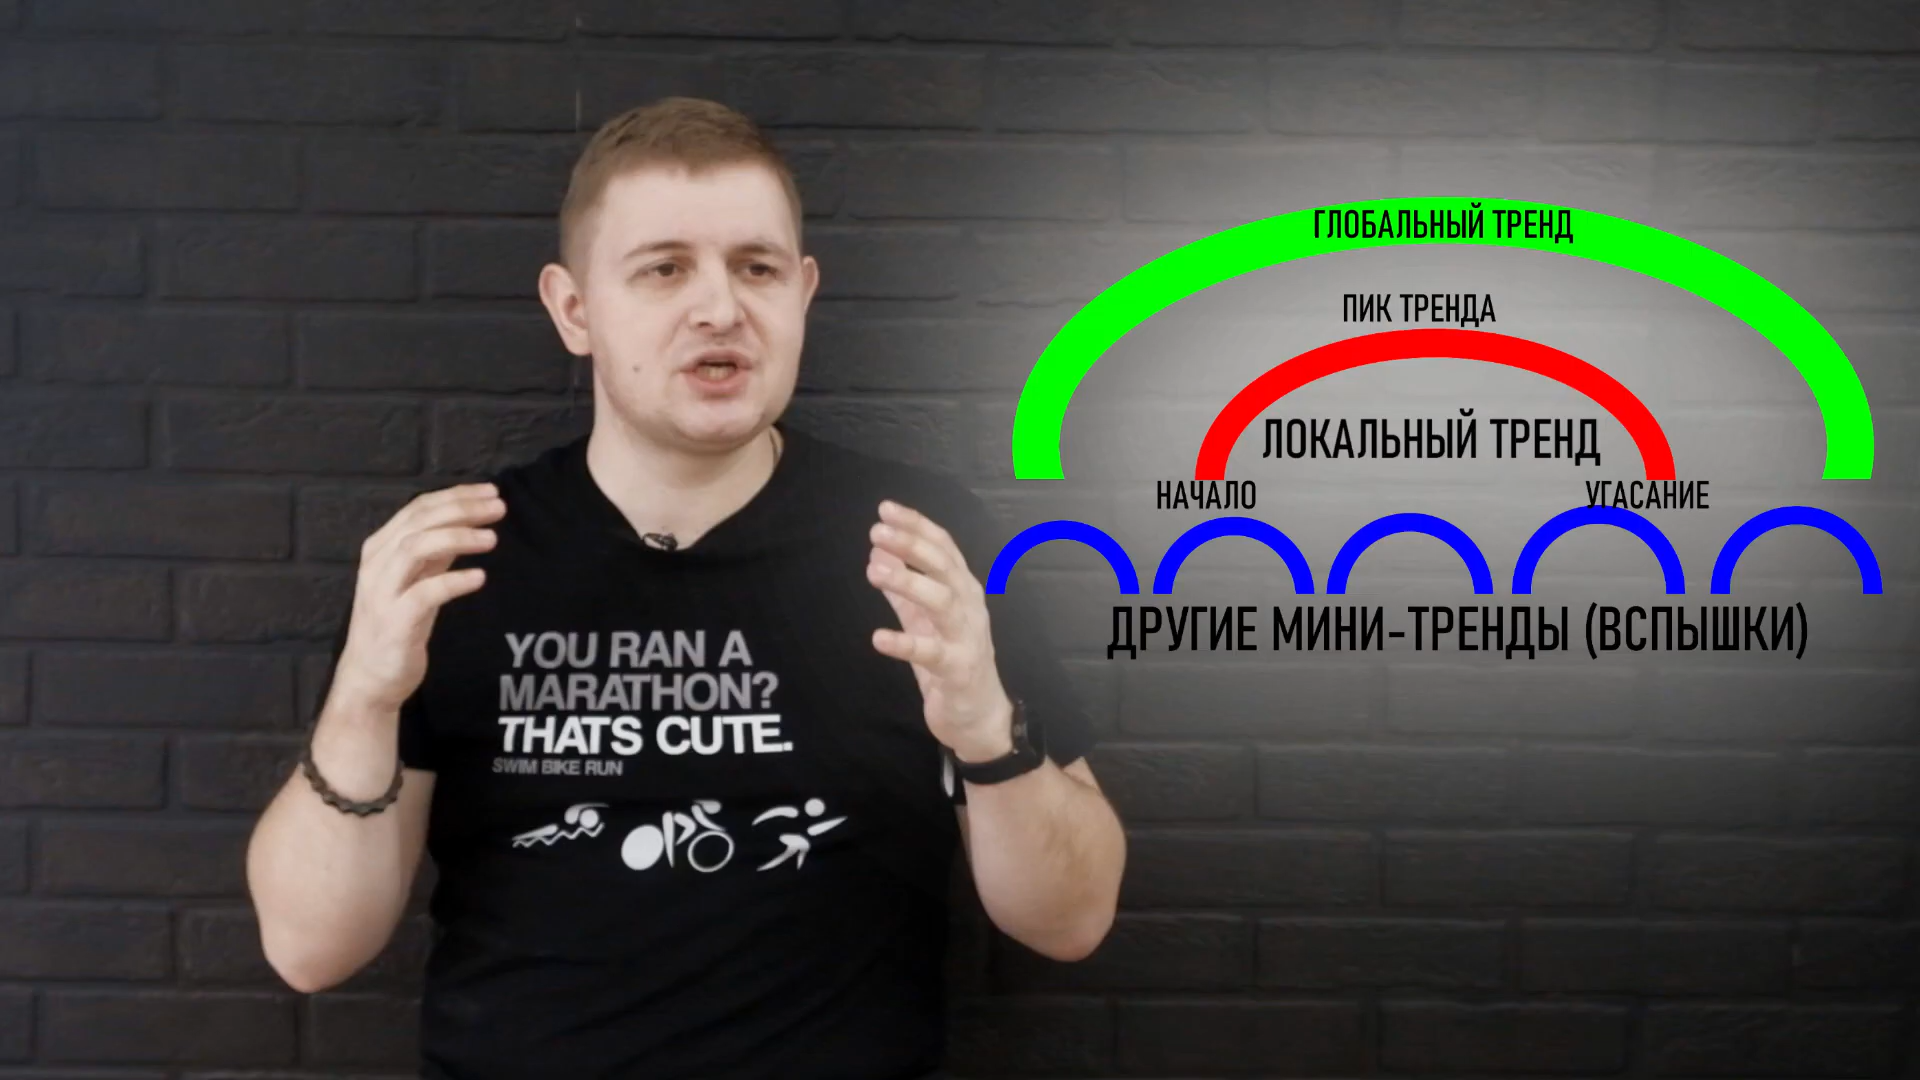 ГЛОБАЛЬНЫЙ ТРЕНД
ПИК ТРЕНДА
ЛОКАЛЬНЫЙ ТРЕНД
НАЧАЛО
УГАСАНИЕ
ДРУГИЕ МИНИ-ТРЕНДЫ (ВСПЫШКИ)
YOU RAN A
MARATHON?
THATS CUTE.
SWIM BIKE RUN